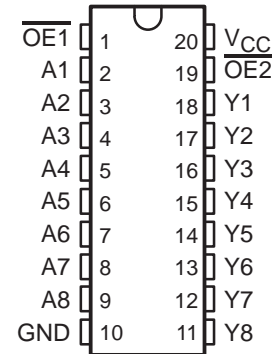 OE1 1 20 VCC
A1 2 19 OE2
A2 3 18 Y1
A3 4 17 Y2
A4 5 16 Y3
A5 6 15 Y4
A6 7 14 Y5
A7 8 13 Y6
A8 9 12 Y7
GND 10 11 Y8